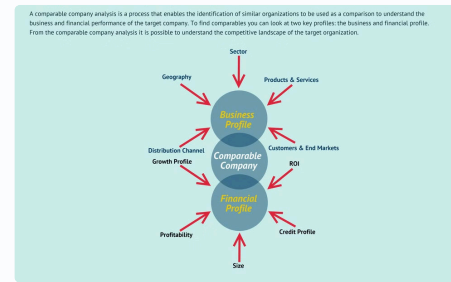 A comparable company analysis is a process that enables the identification of similar organizations to be used as a comparison to understand the
business and financial performance of the target company. To find comparables you can look at two key profiles: the business and financial profile.
From the comparable company analysis it is possible to understand the competitive landscape of the target organization.
Sector
Geography
Products & Services
Business
Profile
Distribution Channel
Customers & End Markets
Growth Profile
Comparable
Company
ROI
Financial
Profile
Profitability
Credit Profile
Size